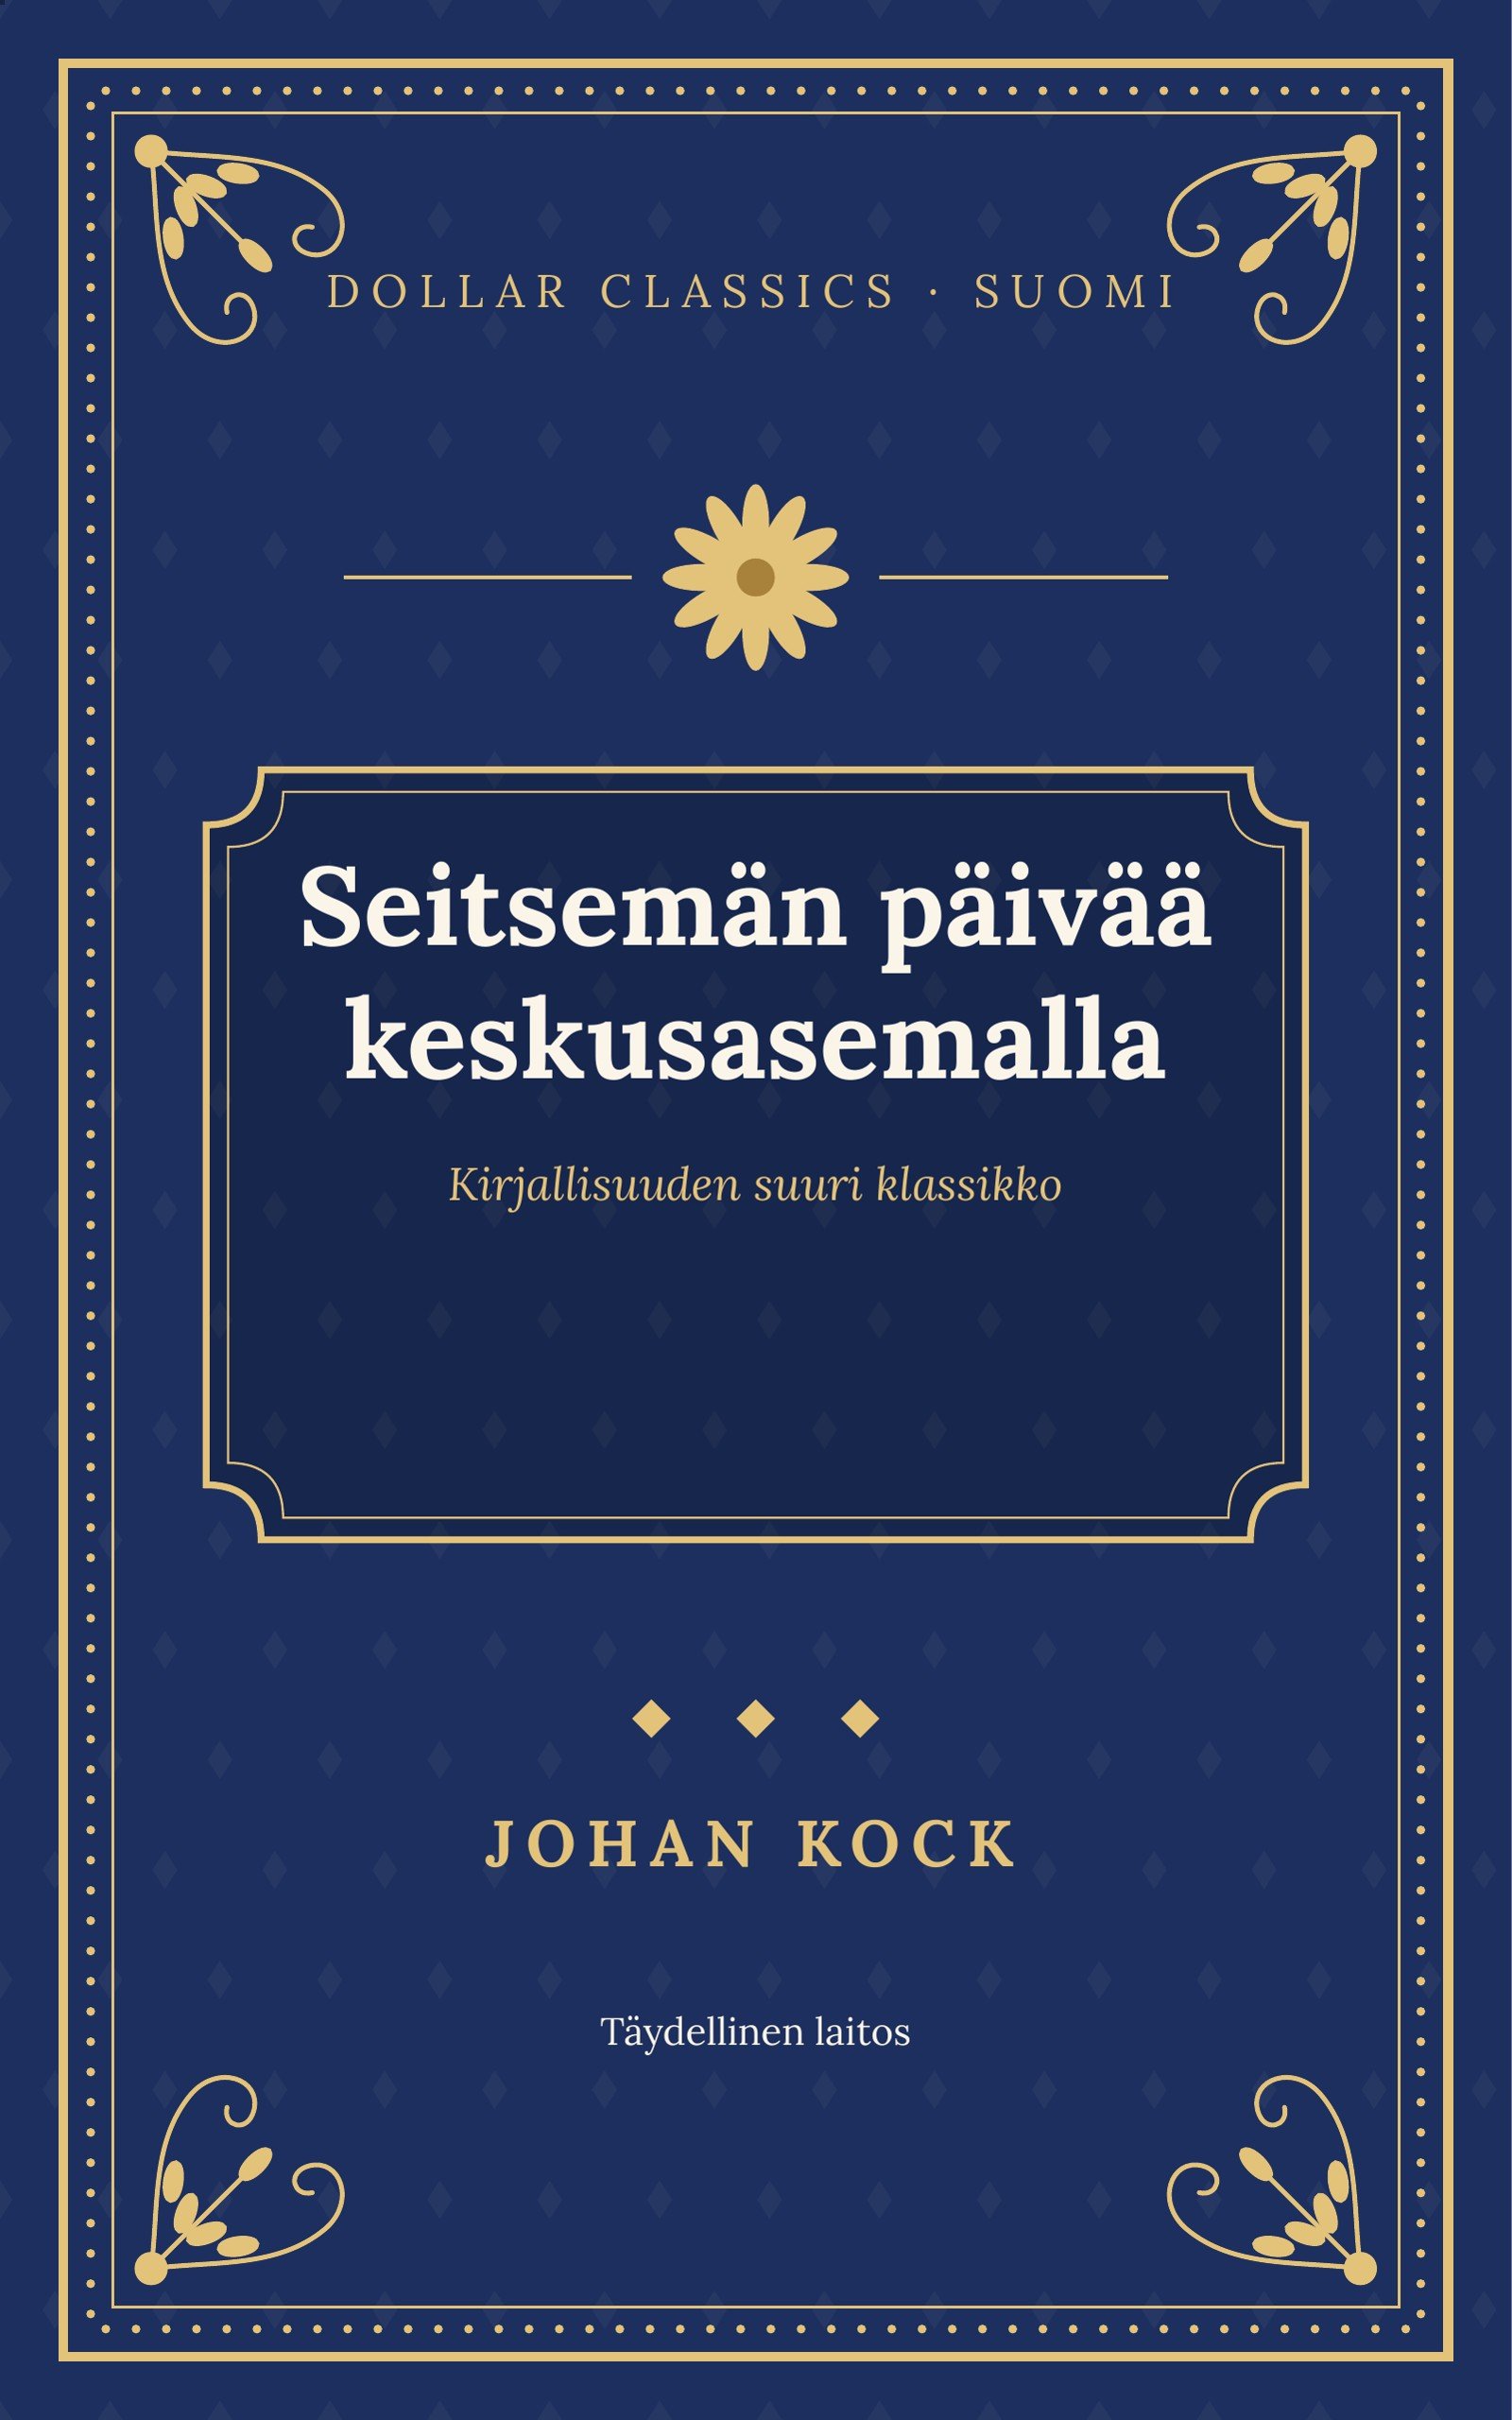 DOLLAR CLASSICS · SUOMI
Seitsemän päivää
keskusasemalla
Kirjallisuuden suuri klassikko
JOHAN KOCK
Täydellinen laitos